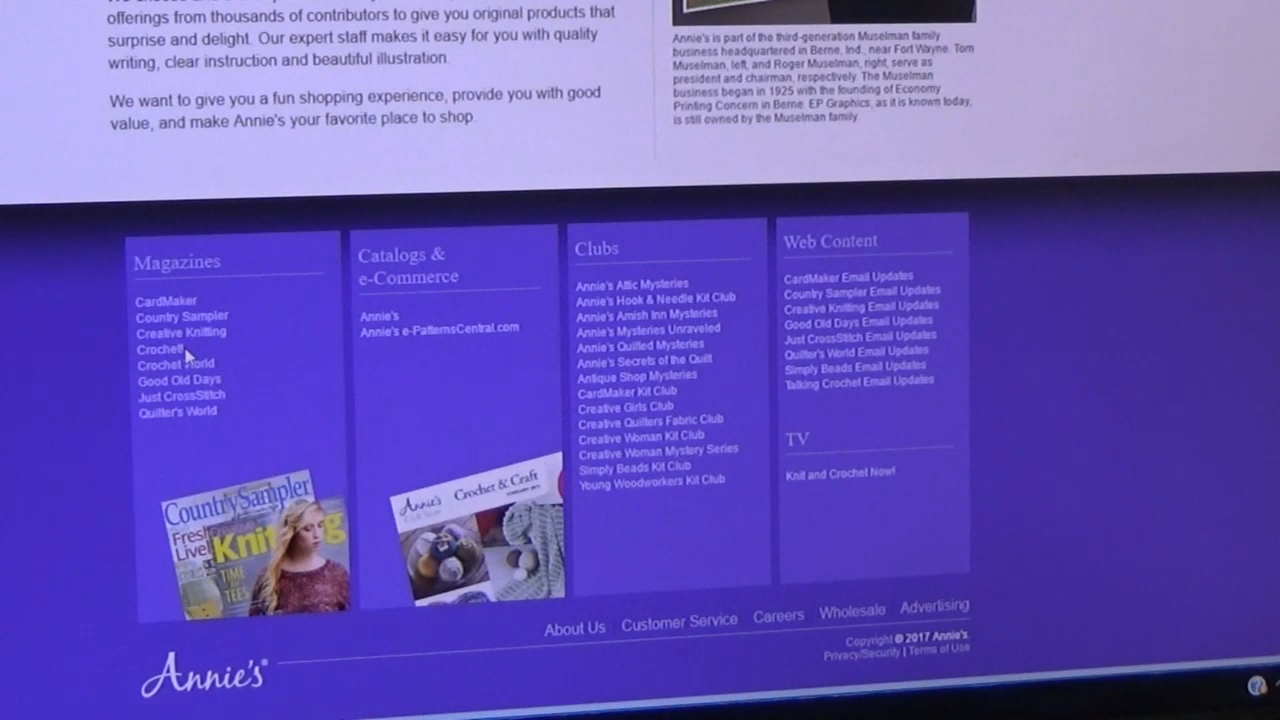 offerings from thousands of contributors to give you original products that
surprise and delight. Our expert staff makes it easy for you with quality
writing, clear instruction and beautiful illustration.
We want to give you a fun shopping experience, provide you with good
value, and make Annie's your favorite place to shop.
Annie's is part of the third-generation Muselman family
business headquartered in Berne, Ind., near Fort Wayne. Tom
Muselman, left, and Roger Muselman, right, serve as
president and chairman, respectively. The Muselman
business began in 1925 with the founding of Economy
Printing Concern in Berne. EP Graphics, as it is known today,
is still owned by the Muselman family.
Magazines
CardMaker
Country Sampler
Creative Knitting
Crochet!
Crochet World
Good Old Days
Just CrossStitch
Quilter's World
Country Sampler
Fresh
Live
Knit
g
TIME
TEES
Catalogs &
e-Commerce
Annie's
Annie's e-PatternsCentral.com
Annie's
Crochet & Craft
Clubs
Annie's Attic Mysteries
Annie's Hook & Needle Kit Club
Annie's Amish Inn Mysteries
Annie's Mysteries Unraveled
Annie's Quilted Mysteries
Annie's Secrets of the Quilt
Antique Shop Mysteries
CardMaker Kit Club
Creative Girls Club
Creative Quilters Fabric Club
Creative Woman Kit Club
Creative Woman Mystery Series
Simply Beads Kit Club
Young Woodworkers Kit Club
Web Content
CardMaker Email Updates
Country Sampler Email Updates
Creative Knitting Email Updates
Good Old Days Email Updates
Just CrossStitch Email Updates
Quilter's World Email Updates
Simply Beads Email Updates
Talking Crochet Email Updates
TV
Knit and Crochet Now!
About Us Customer Service Careers Wholesale Advertising
Annie's®
Copyright © 2017 Annie's.
Privacy/Security | Terms of Use